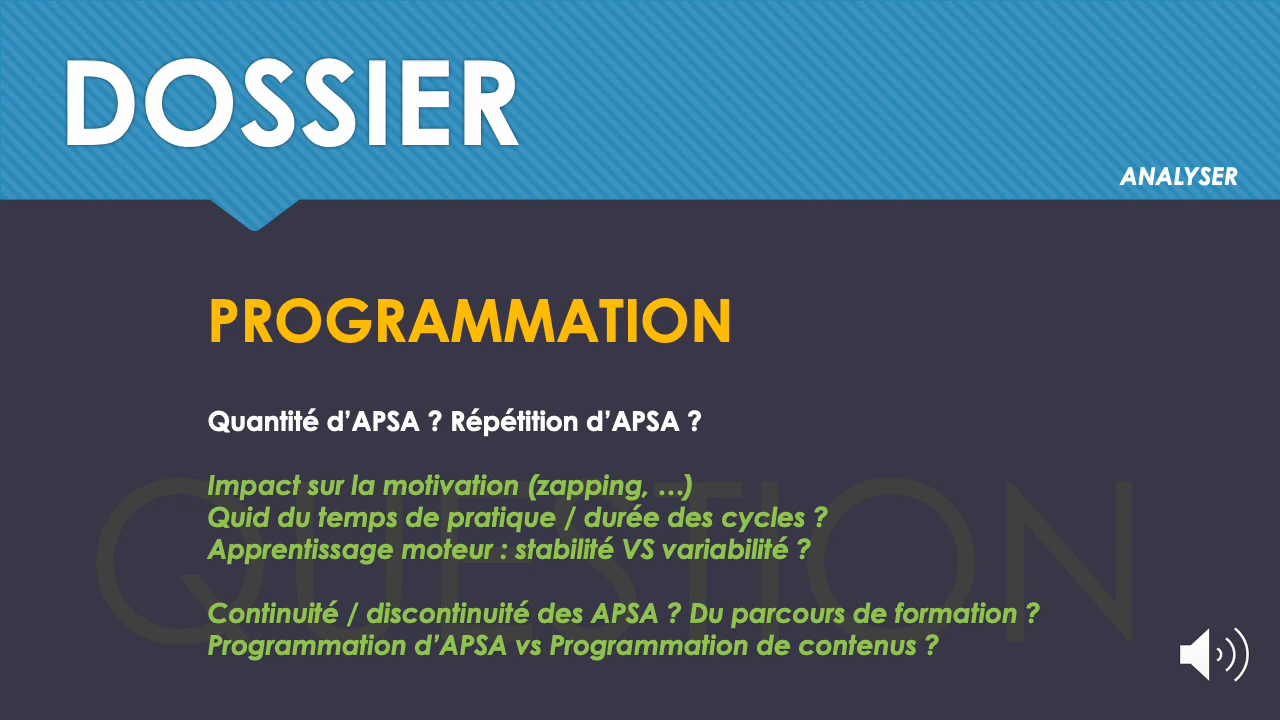 DOSSIER
ANALYSER
PROGRAMMATION
Quantité d’APSA ? Répétition d’APSA ?
Impact sur la motivation (zapping, …)
Quid du temps de pratique / durée des cycles ?
Apprentissage moteur : stabilité VS variabilité ?
QUESTION
Continuité / discontinuité des APSA ? Du parcours de formation ?
Programmation d’APSA vs Programmation de contenus ?